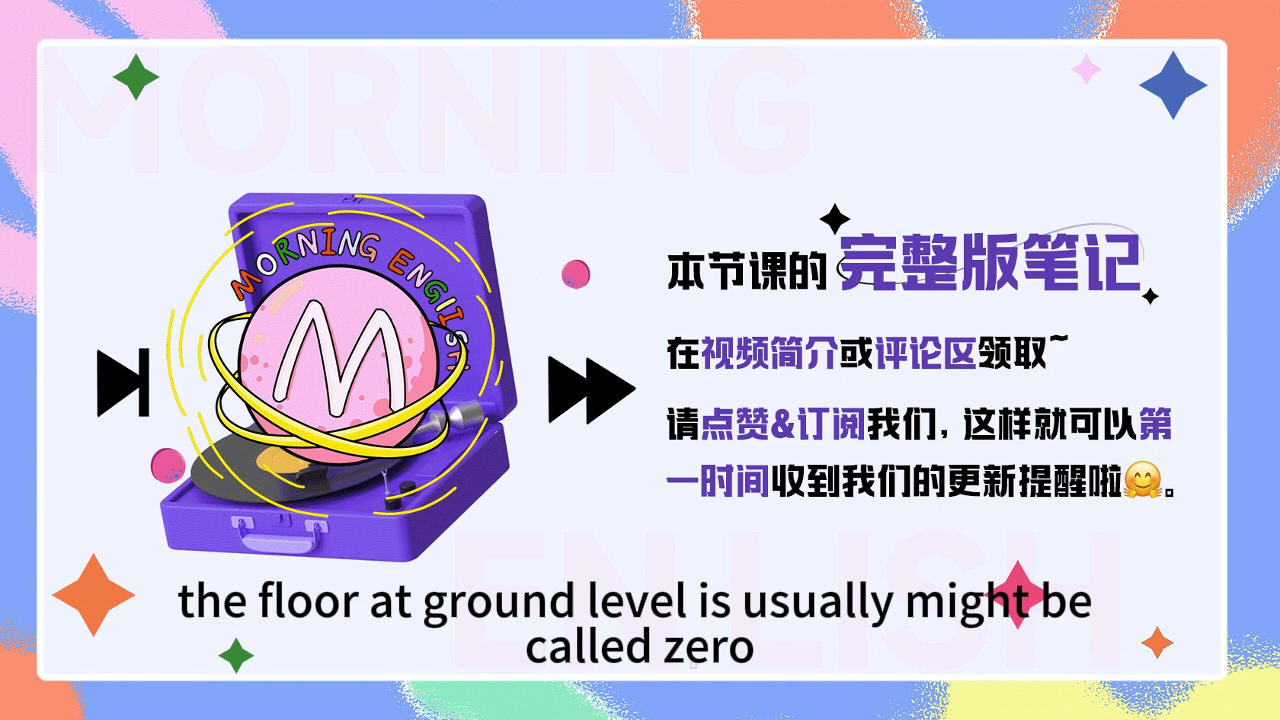 MORNING
MORNING ENGLISH
M
本节课的 完整版笔记
在视频简介或评论区领取~
请点赞&订阅我们, 这样就可以第
一时间收到我们的更新提醒啦🤗。
ENGLISH
the floor at ground level is usually might be
called zero